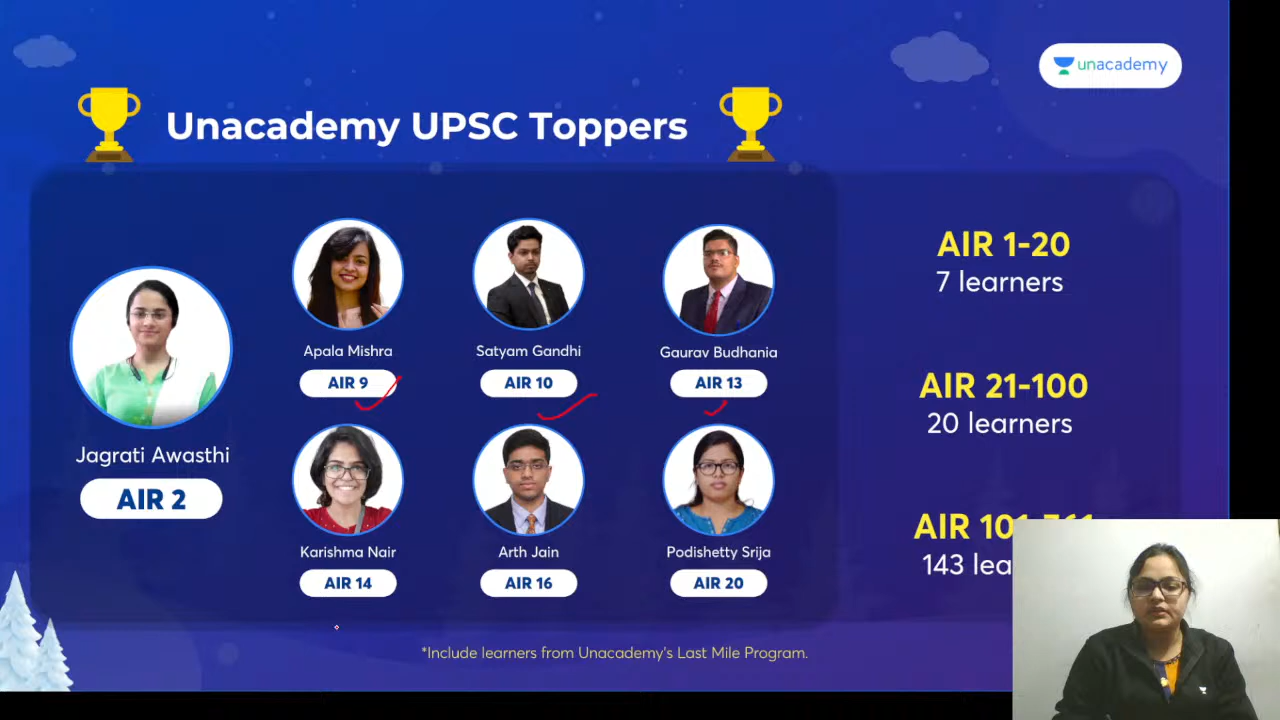 unacademy
Unacademy UPSC Toppers
Jagrati Awasthi
AIR 2
Apala Mishra
AIR 9
Satyam Gandhi
AIR 10
Gaurav Budhania
AIR 13
Karishma Nair
AIR 14
Arth Jain
AIR 16
Podishetty Srija
AIR 20
AIR 1-20
7 learners
AIR 21-100
20 learners
AIR
143
*Include learners from Unacademy's Last Mile Program.